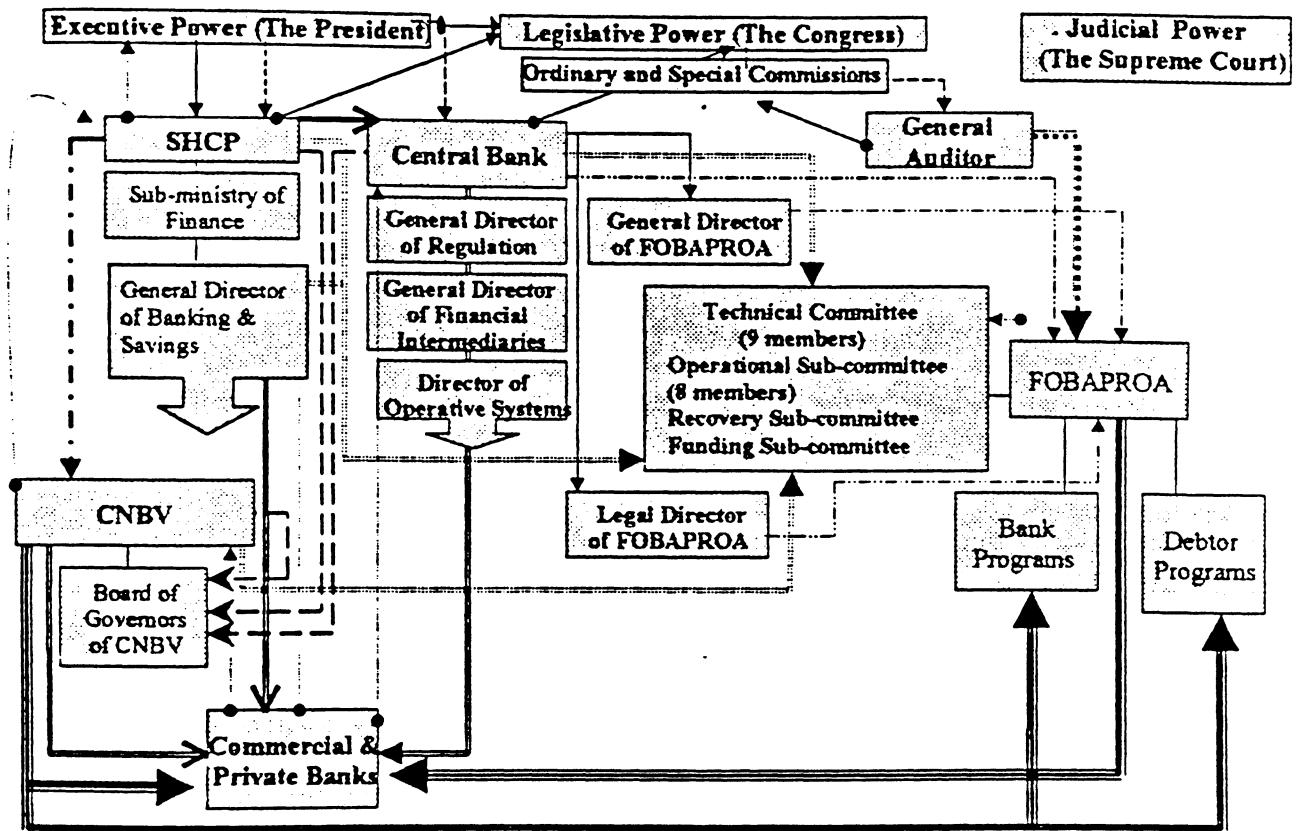 Executive Power (The President)
Legislative Power (The Congress)
Ordinary and Special Commissions
. Judicial Power
(The Supreme Court)
SHCP
Central Bank
General
Auditor
Sub-ministry of
Finance
General Director
of Regulation
General Director
of FOBAPROA
General Director
of Banking &
Savings
General Director
of Financial
Intermediaries
Director of
Operative Systems
Technical Committee
(9 members)
Operational Sub-committee
(8 members)
Recovery Sub-committee
Funding Sub-committee
FOBAPROA
CNBV
Legal Director
of FOBAPROA
Bank
Programs
Debtor
Programs
Board of
Governors
of CNBV
Commercial &
Private Banks